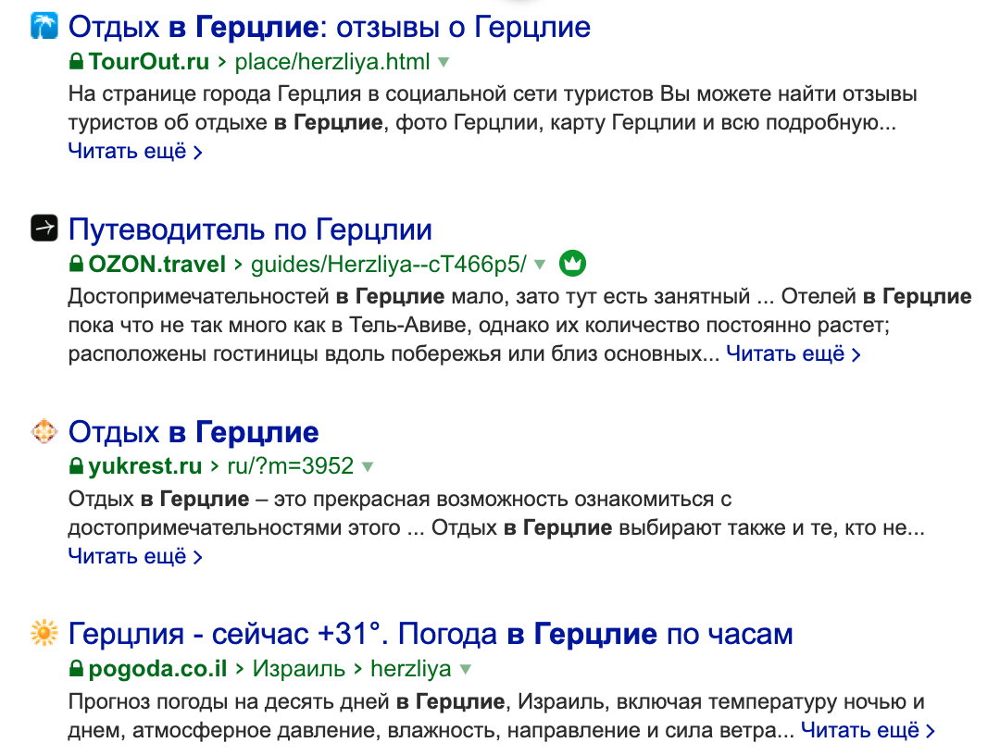 Отдых в Герцлие: отзывы о Герцлие
TourOut.ru › place/herzliya.html
На странице города Герцлия в социальной сети туристов Вы можете найти отзывы
туристов об отдыхе в Герцлие, фото Герцлии, карту Герцлии и всю подробную...
Читать ещё ›
Путеводитель по Герцлии
OZON.travel › guides/Herzliya--cT466p5/
Достопримечательностей в Герцлие мало, зато тут есть занятный ... Отелей в Герцлие
пока что не так много как в Тель-Авиве, однако их количество постоянно растет;
расположены гостиницы вдоль побережья или близ основных... Читать ещё ›
Отдых в Герцлие
yukrest.ru › ru/?m=3952
Отдых в Герцлие – это прекрасная возможность ознакомиться с
достопримечательностями этого ... Отдых в Герцлие выбирают также и те, кто не...
Читать ещё ›
Герцлия - сейчас +31°. Погода в Герцлие по часам
pogoda.co.il › Израиль › herzliya
Прогноз погоды на десять дней в Герцлие, Израиль, включая температуру ночью и
днем, атмосферное давление, влажность, направление и сила ветра... Читать ещё ›